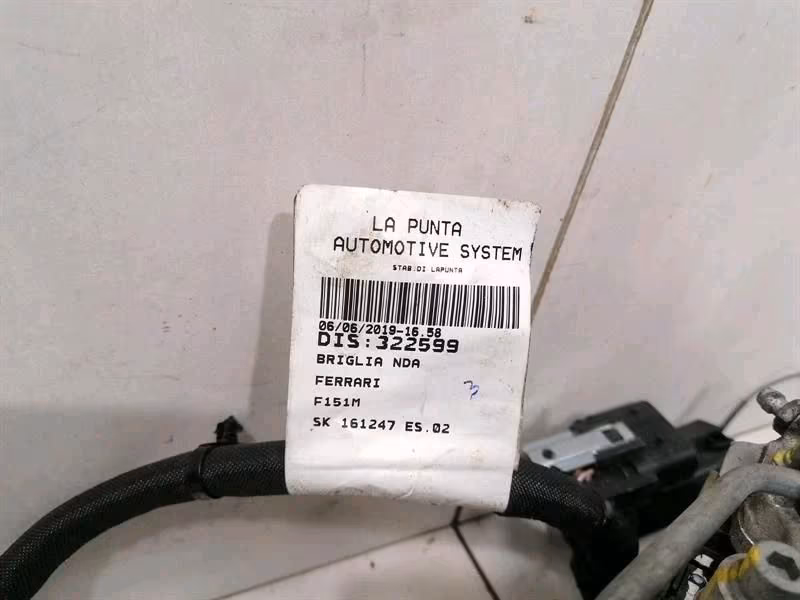 LA PUNTA
AUTOMOTIVE SYSTEM
STAB.DI LAPUNTA
06/06/2019-16.58
DIS:322599
BRIGLIA NDA
FERRARI
3
F151M
SK 161247 ES.02